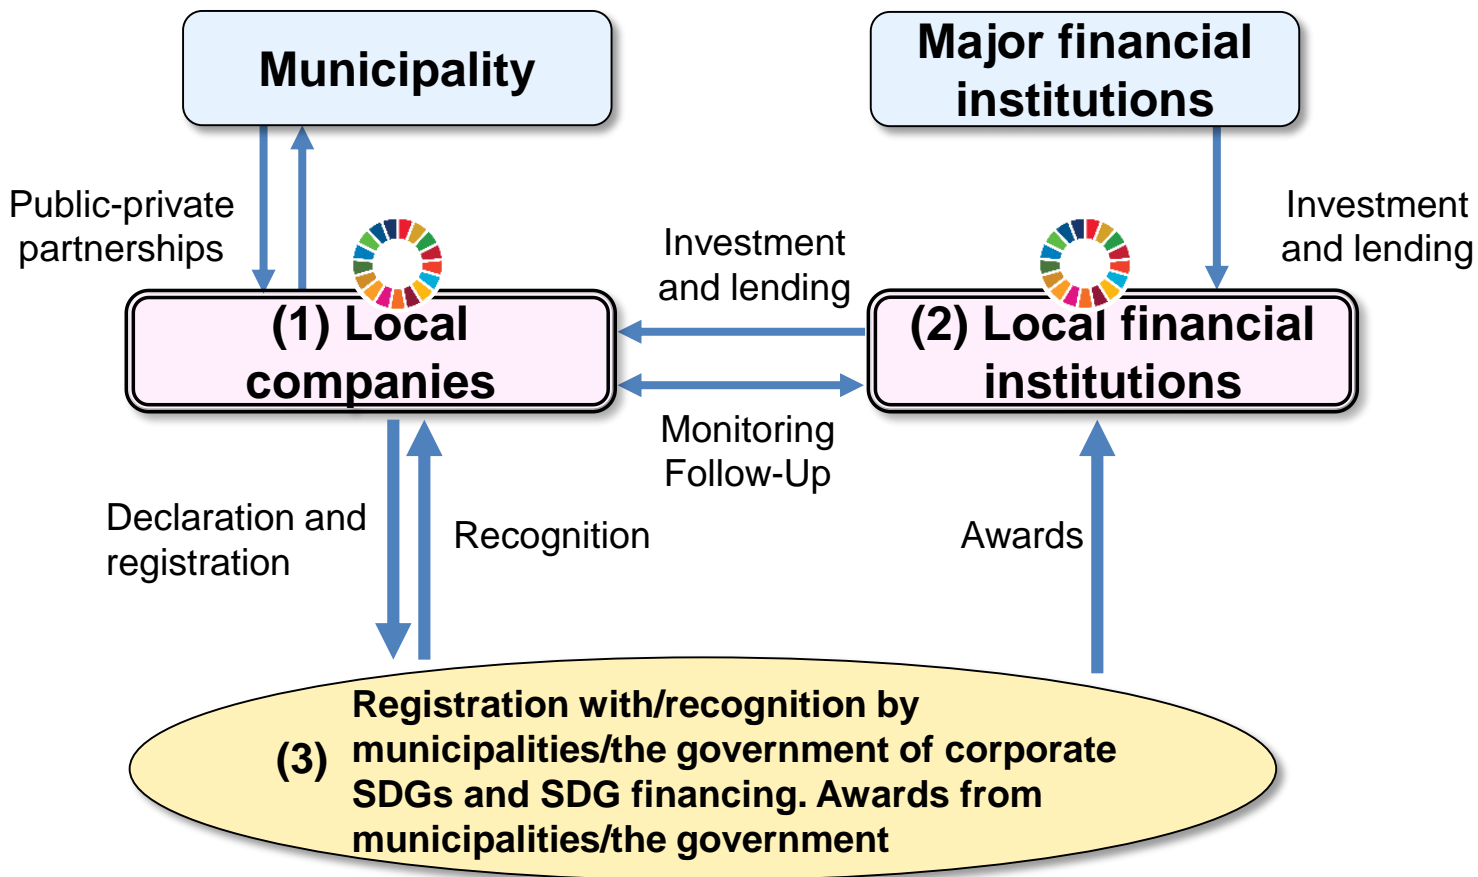 Municipality
Major financial
institutions
Public-private
partnerships
Investment
and lending
Investment
and lending
(1) Local
companies
(2) Local financial
institutions
Monitoring
Follow-Up
Declaration and
registration
Recognition
Awards
(3)
Registration with/recognition by
municipalities/the government of corporate
SDGs and SDG financing. Awards from
municipalities/the government